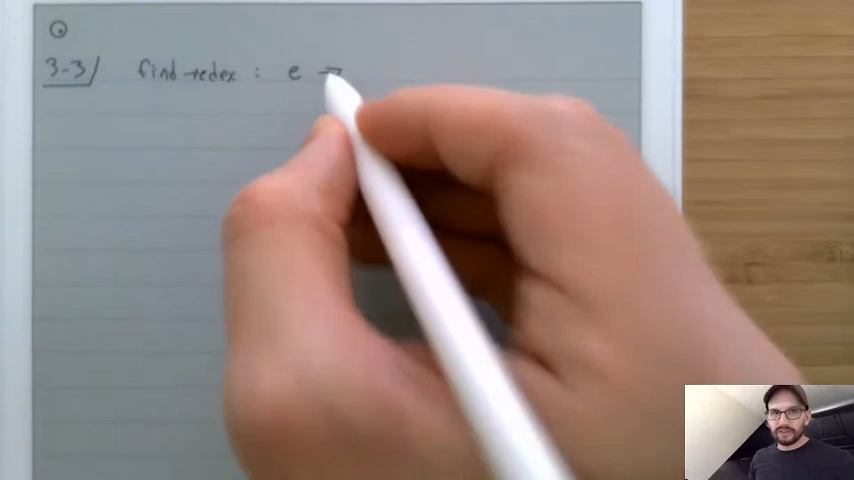 3-3/ find-redex : e →